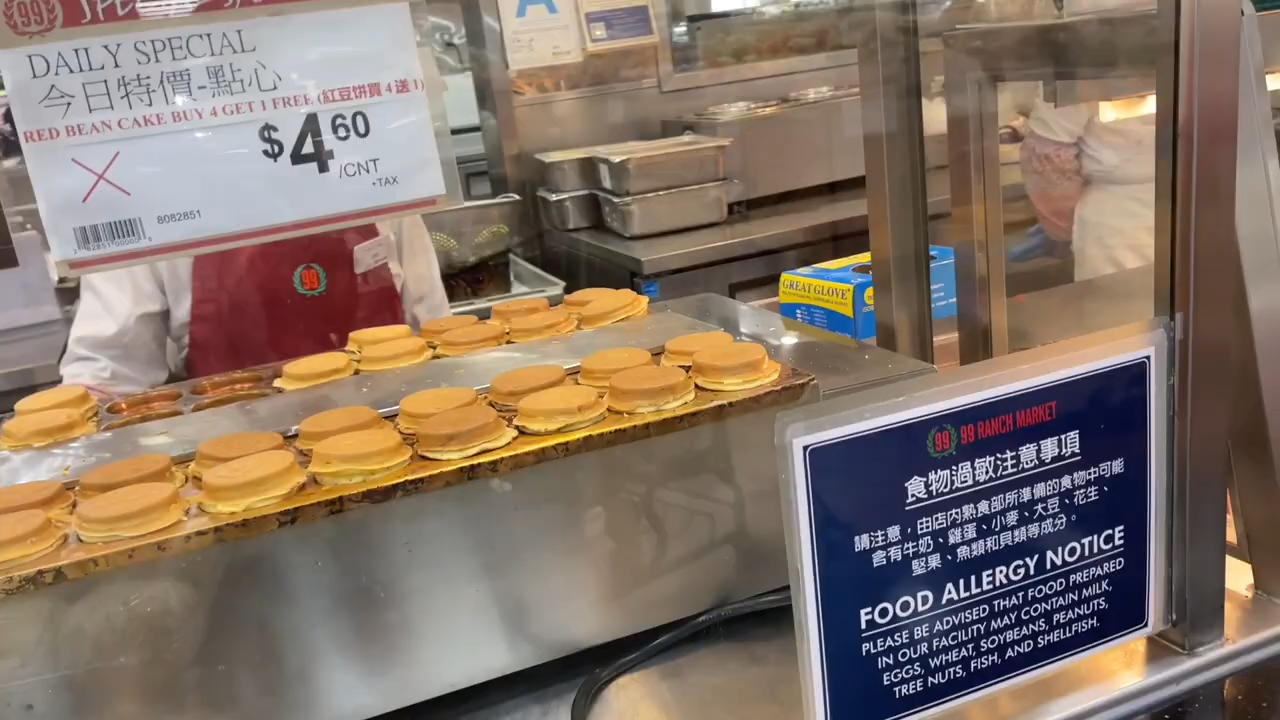 DAILY SPECIAL
今日特價-點心
RED BEAN CAKE BUY 4 GET 1 FREE (紅豆餅買 4 送 1)
$4 60
/CNT
+TAX
8082851
99
GREAT GLOVE
A
99 99 RANCH MARKET
食物過敏注意事項
請注意，由店內熟食部所準備的食物中可能
含有牛奶、雞蛋、小麥、大豆、花生、
堅果、魚類和貝類等成分。
FOOD ALLERGY NOTICE
PLEASE BE ADVISED THAT FOOD PREPARED
IN OUR FACILITY MAY CONTAIN MILK,
EGGS, WHEAT, SOYBEANS, PEANUTS,
TREE NUTS, FISH, AND SHELLFISH.